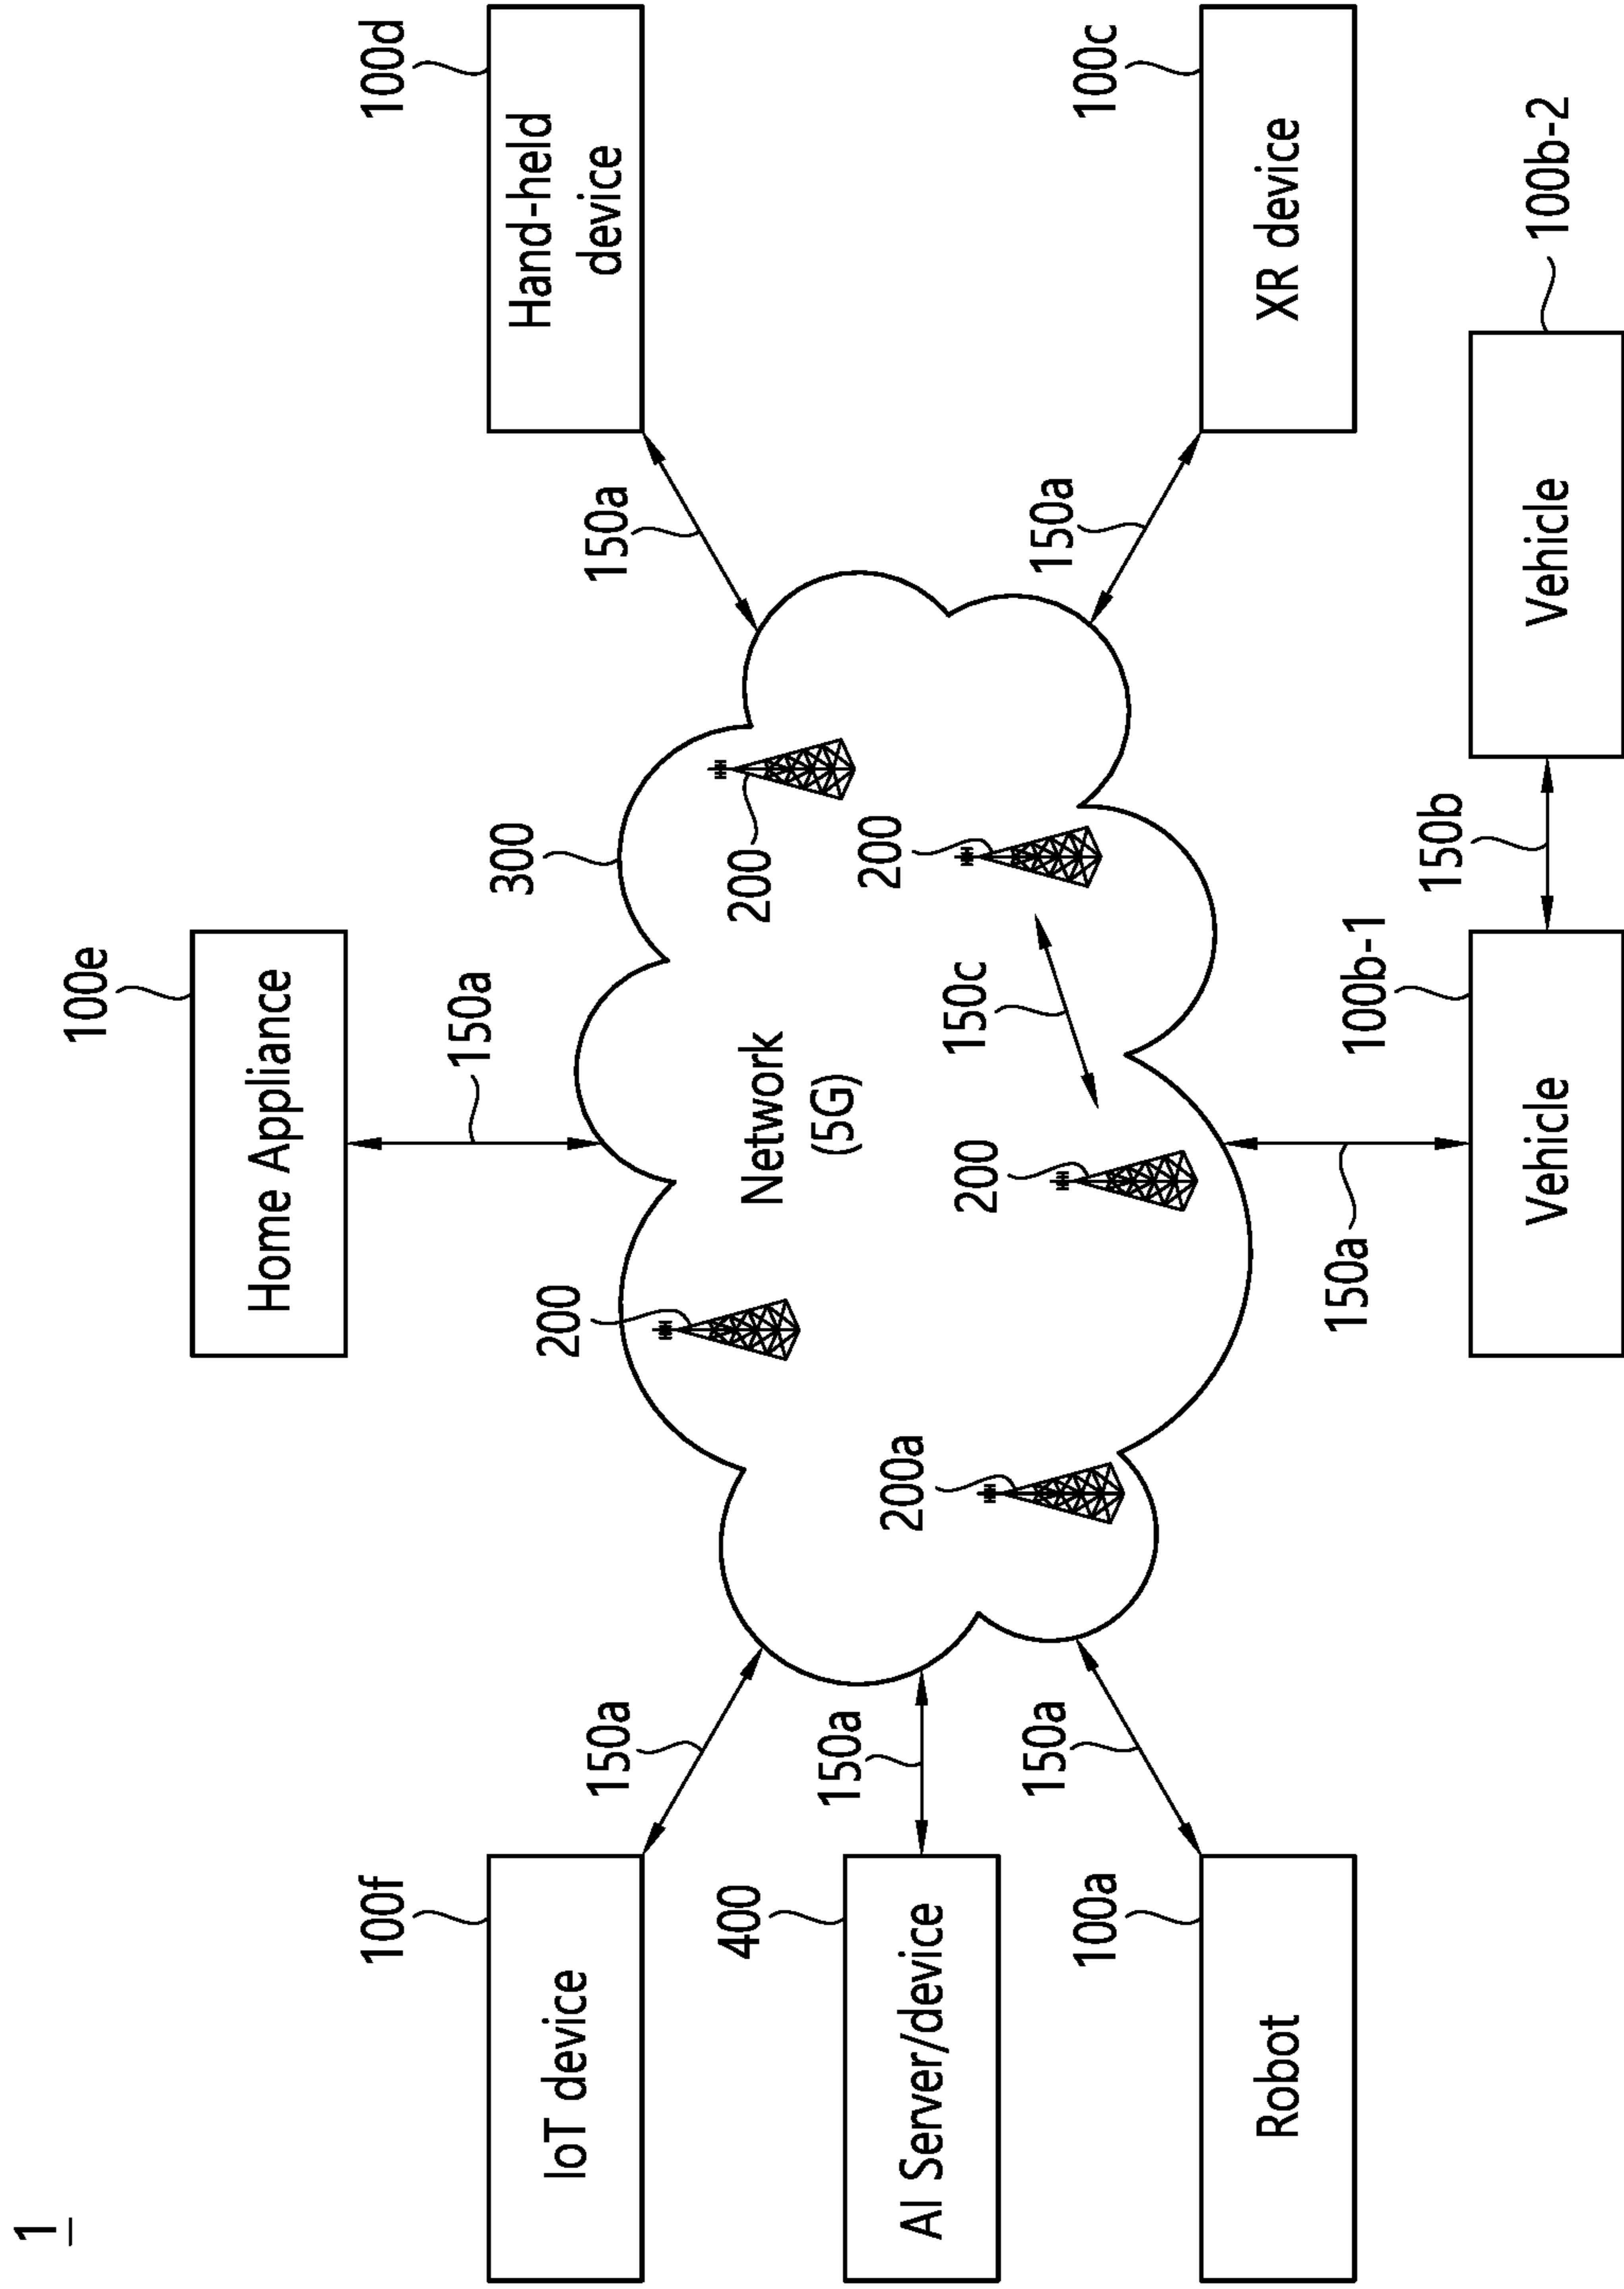 1
100e
Home Appliance
150a
100f
IoT device
150a
300
100d
Hand-held
device
150a
200
Network
(5G)
200
400
AI Server/device
150a
200a
200
200
150c
150a
100a
Robot
150a
100c
XR device
150a
100b-1
Vehicle
150b
Vehicle
100b-2